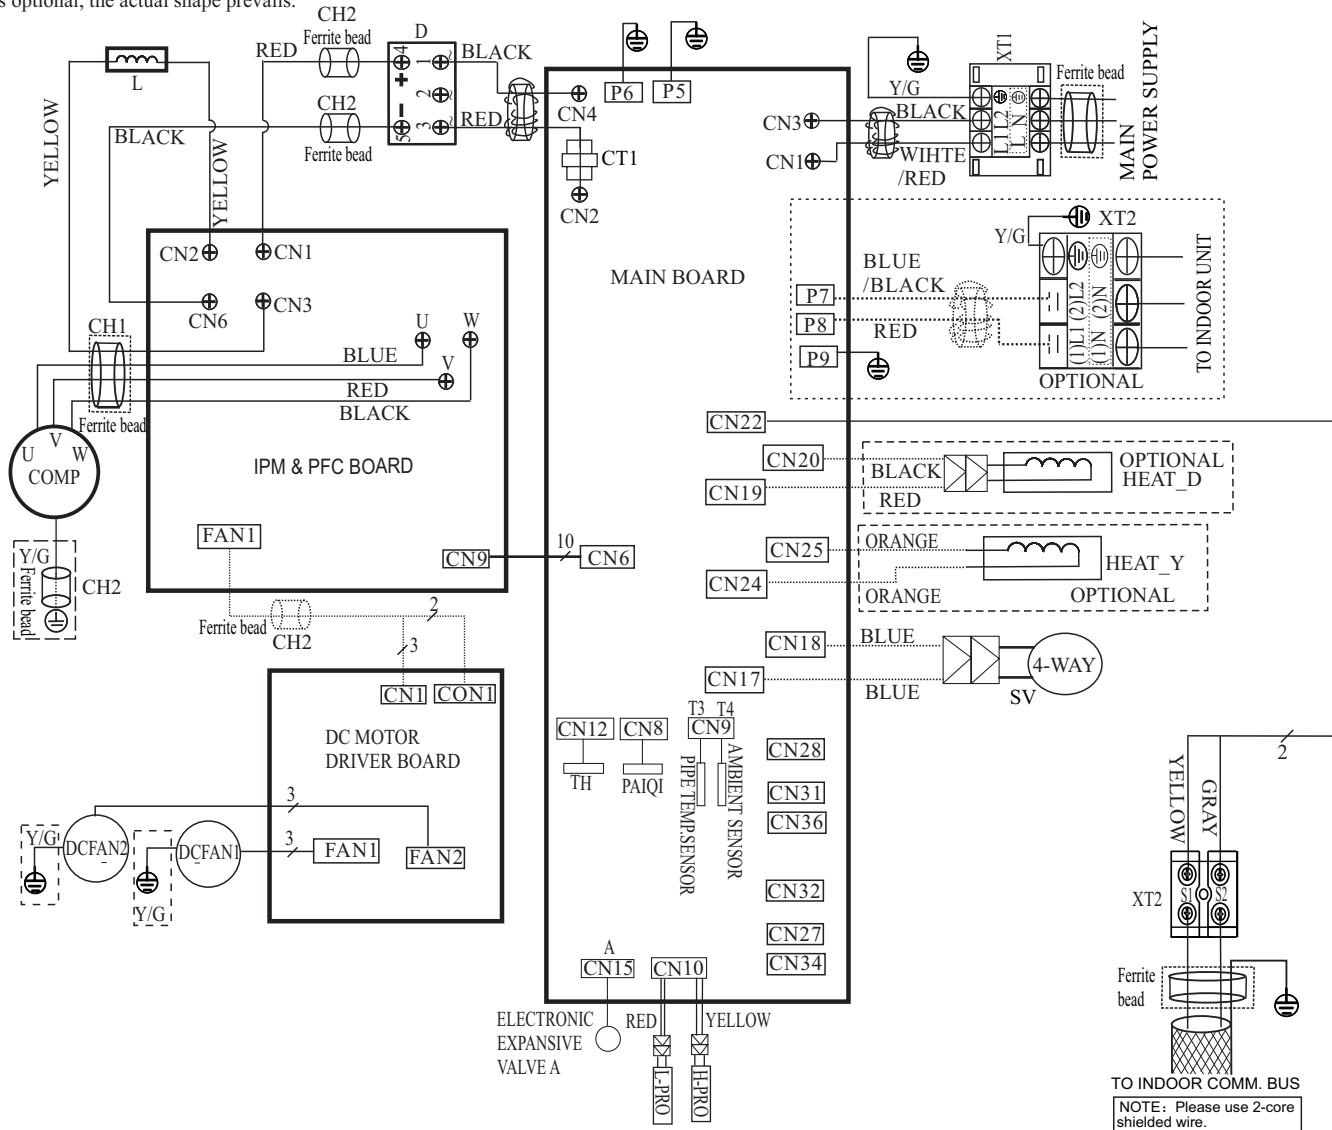 s optional, the actual shape prevails.
CH2
Ferrite bead
D
RED
BLACK
L
4
1
~
+
2
~
–
3
~
5
CH2
Ferrite bead
BLACK
RED
YELLOW
YELLOW
CN4
CT1
CN2
P6
P5
MAIN BOARD
CN3
CN1
Y/G
BLACK
WIHTE
/RED
XT1
L1 L2
L N
Ferrite bead
MAIN
POWER SUPPLY
CN2
CN1
CN6
CN3
CH1
Ferrite bead
U
W
V
BLUE
RED
BLACK
IPM & PFC BOARD
U
V
W
COMP
Y/G
Ferrite bead
CH2
FAN1
CN9
10
CN6
Ferrite bead
CH2
2
3
CN1
CON1
DC MOTOR
DRIVER BOARD
3
3
FAN1
FAN2
Y/G
DCFAN2
DCFAN1
Y/G
XT2
Y/G
BLUE
/BLACK
P7
P8
RED
P9
(1)L1 (2)L2
(1)N (2)N
OPTIONAL
TO INDOOR UNIT
CN22
CN20
BLACK
CN19
RED
OPTIONAL
HEAT_D
CN25
ORANGE
CN24
ORANGE
HEAT_Y
OPTIONAL
CN18
BLUE
CN17
BLUE
4-WAY
SV
CN12
TH
CN8
PAIQI
T3
T4
CN9
PIPE TEMP.SENSOR
AMBIENT SENSOR
CN28
CN31
CN36
CN32
CN27
CN34
A
CN15
CN10
ELECTRONIC
EXPANSIVE
VALVE A
RED
YELLOW
L-PRO
H-PRO
2
YELLOW
GRAY
XT2
S1
S2
Ferrite
bead
TO INDOOR COMM. BUS
NOTE：Please use 2-core
shielded wire.